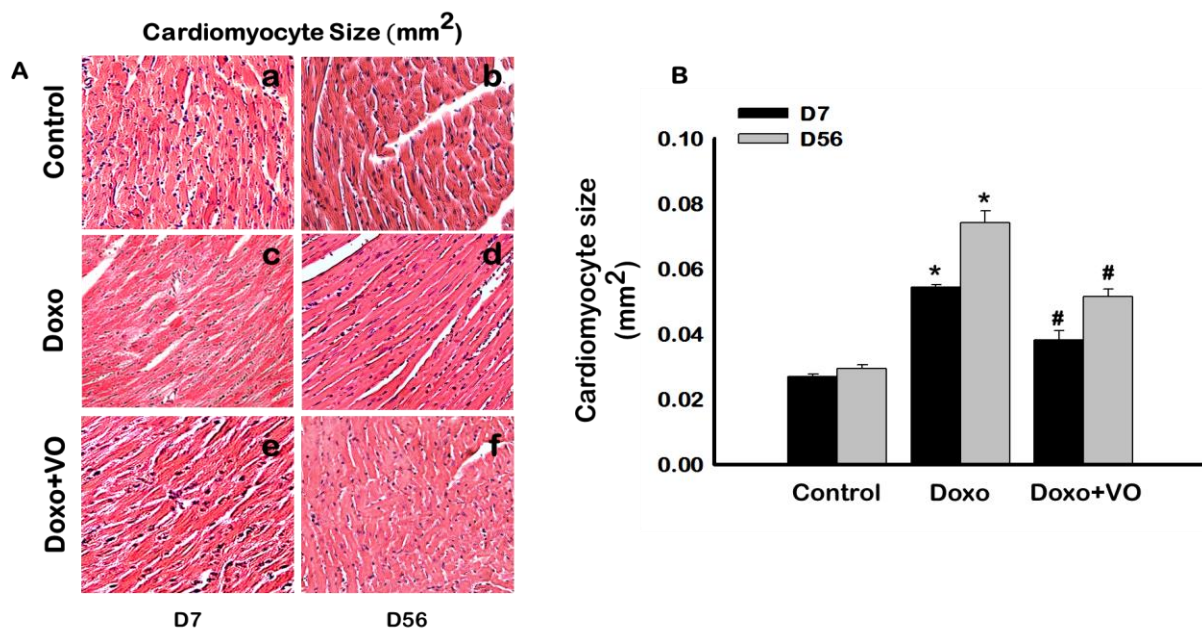 Cardiomyocyte Size (mm²)
A
Control
a
b
Doxo
c
d
Doxo+VO
e
f
D7
D56
B
D7
D56
Cardiomyocyte size
(mm²)
0.10
0.08
0.06
0.04
0.02
0.00
*
*
#
#
Control
Doxo
Doxo+VO